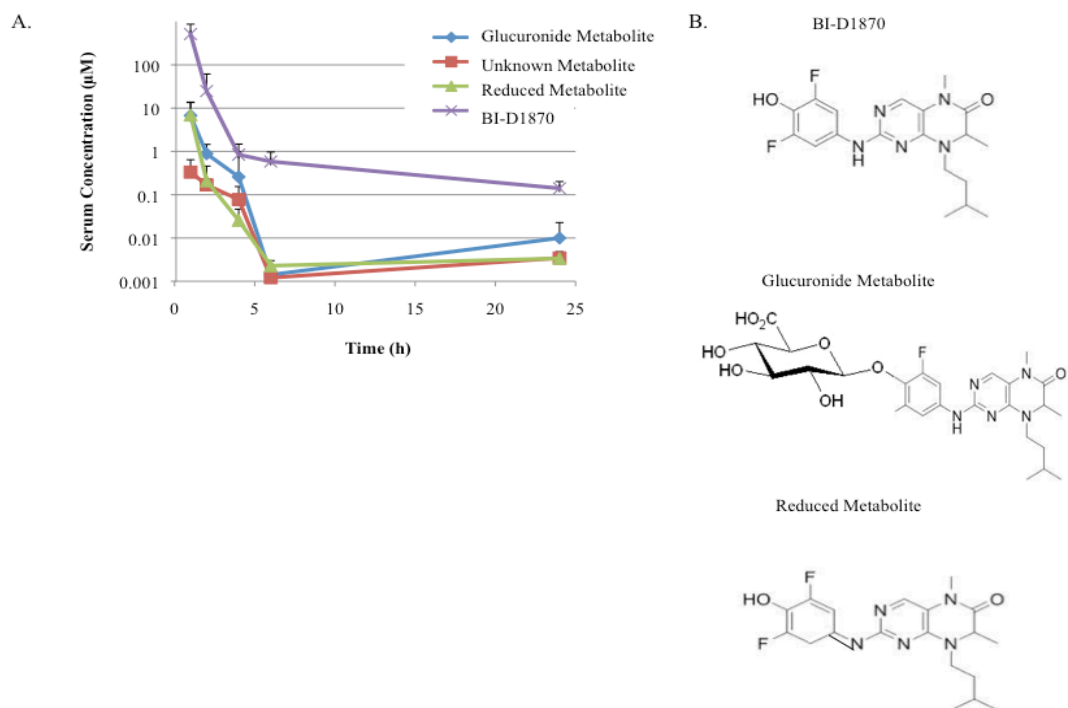 A.
Serum Concentration (µM)
100
10
1
0.1
0.01
0.001
0 5 10 15 20 25
Time (h)
Glucuronide Metabolite
Unknown Metabolite
Reduced Metabolite
BI-D1870
B.
BI-D1870
F
HO
F
N
H
N
N
N
N
O
Glucuronide Metabolite
HO2C
HO
HO
O
OH
O
F
N
H
N
N
N
N
O
Reduced Metabolite
F
HO
F
N
N
N
N
N
O